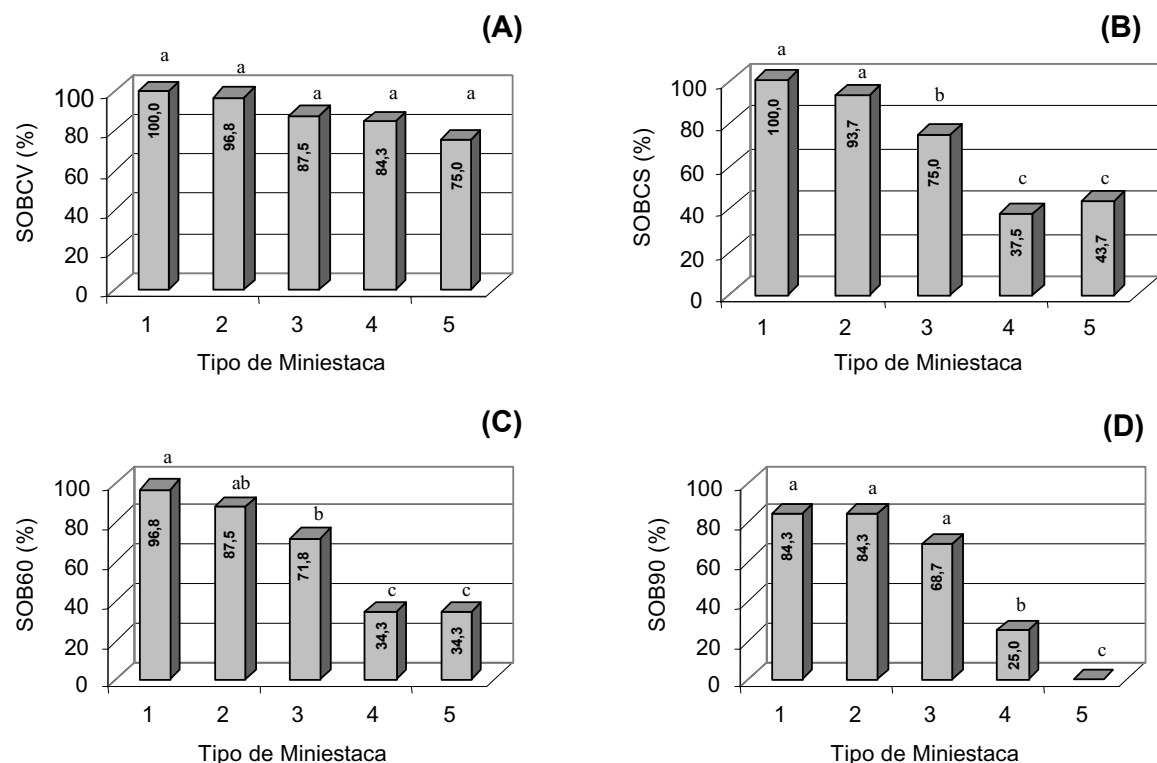 (A)
a
a
a
a
a
SOBCV (%)
100
80
60
40
20
0
100,0
96,8
87,5
84,3
75,0
1 2 3 4 5
Tipo de Miniestaca
(B)
a
a
b
c
c
SOBCS (%)
100
80
60
40
20
0
100,0
93,7
75,0
37,5
43,7
1 2 3 4 5
Tipo de Miniestaca
(C)
a
ab
b
c
c
SOB60 (%)
100
80
60
40
20
0
96,8
87,5
71,8
34,3
34,3
1 2 3 4 5
Tipo de Miniestaca
(D)
a
a
a
b
c
SOB90 (%)
100
80
60
40
20
0
84,3
84,3
68,7
25,0
1 2 3 4 5
Tipo de Miniestaca